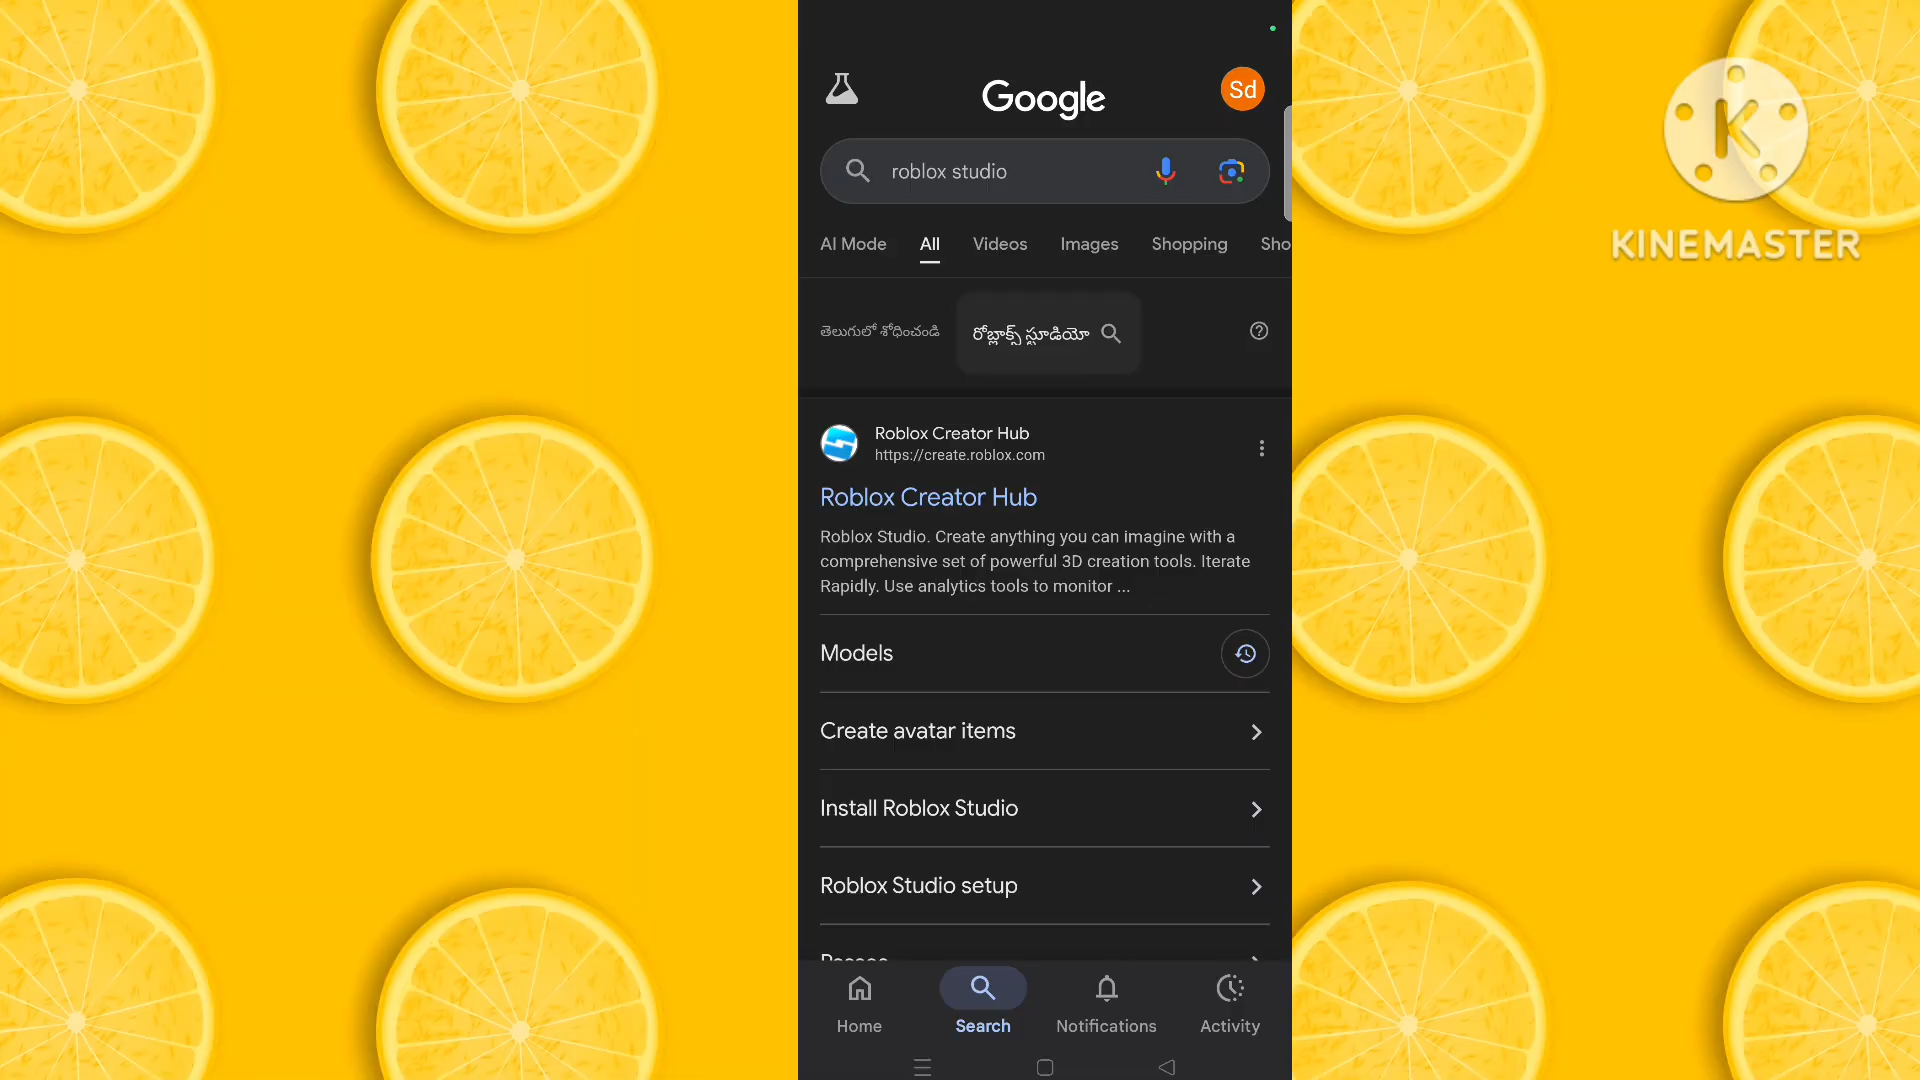 Google
Sd
roblox studio
AI Mode All Videos Images Shopping Sho
తెలుగులో శోధించండి రోబ్లాక్స్ స్టూడియో
Roblox Creator Hub
https://create.roblox.com
Roblox Creator Hub
Roblox Studio. Create anything you can imagine with a
comprehensive set of powerful 3D creation tools. Iterate
Rapidly. Use analytics tools to monitor ...
Models
Create avatar items
Install Roblox Studio
Roblox Studio setup
Home Search Notifications Activity
K
KINEMASTER